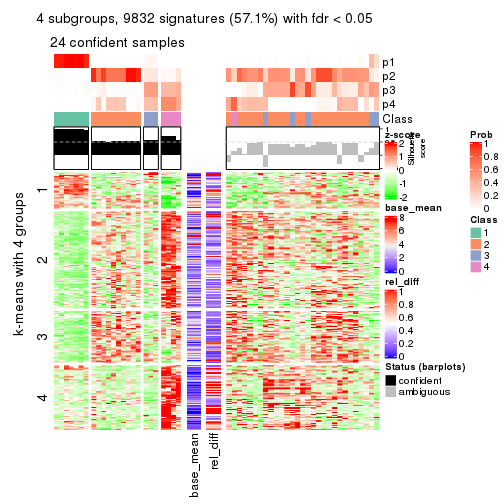 4 subgroups, 9832 signatures (57.1%) with fdr < 0.05
24 confident samples
p1
p2
p3
p4
Class
1
Silhouette
score
k-means with 4 groups
1
2
3
4
base_mean
rel_diff
z-score
2
1
0
-1
-2
base_mean
8
6
4
2
0
rel_diff
1
0.8
0.6
0.4
0.2
0
Status (barplots)
confident
ambiguous
Prob
1
0.8
0.6
0.4
0.2
0
Class
1
2
3
4